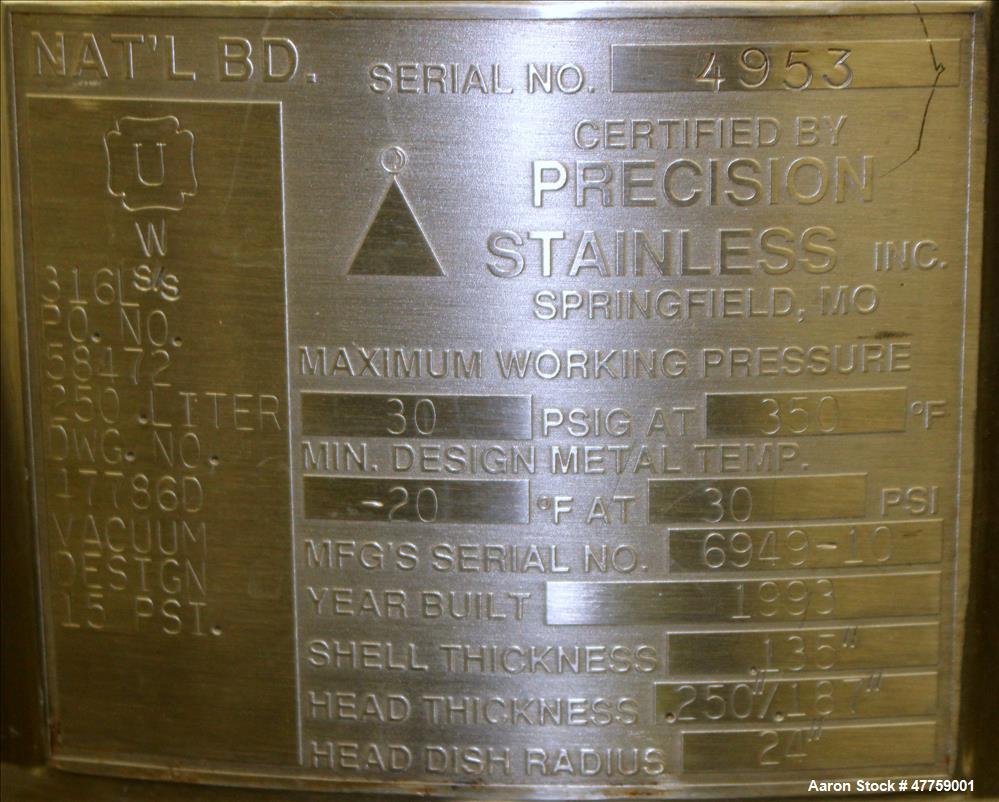 NAT'L BD.
SERIAL NO. 4953
U
W
316L S/S
PO. NO.
58472
250 .LITER
DWG. NO.
17786D
VACUUM
DESIGN
15 PSI.
CERTIFIED BY
PRECISION
STAINLESS INC.
SPRINGFIELD, MO
MAXIMUM WORKING PRESSURE
30 PSIG AT 350 °F
MIN. DESIGN METAL TEMP.
-20 °F AT 30 PSI
MFG'S SERIAL NO. 6949-10
YEAR BUILT 1993
SHELL THICKNESS .135"
HEAD THICKNESS .250"/.187"
HEAD DISH RADIUS 24"
Aaron Stock # 47759001